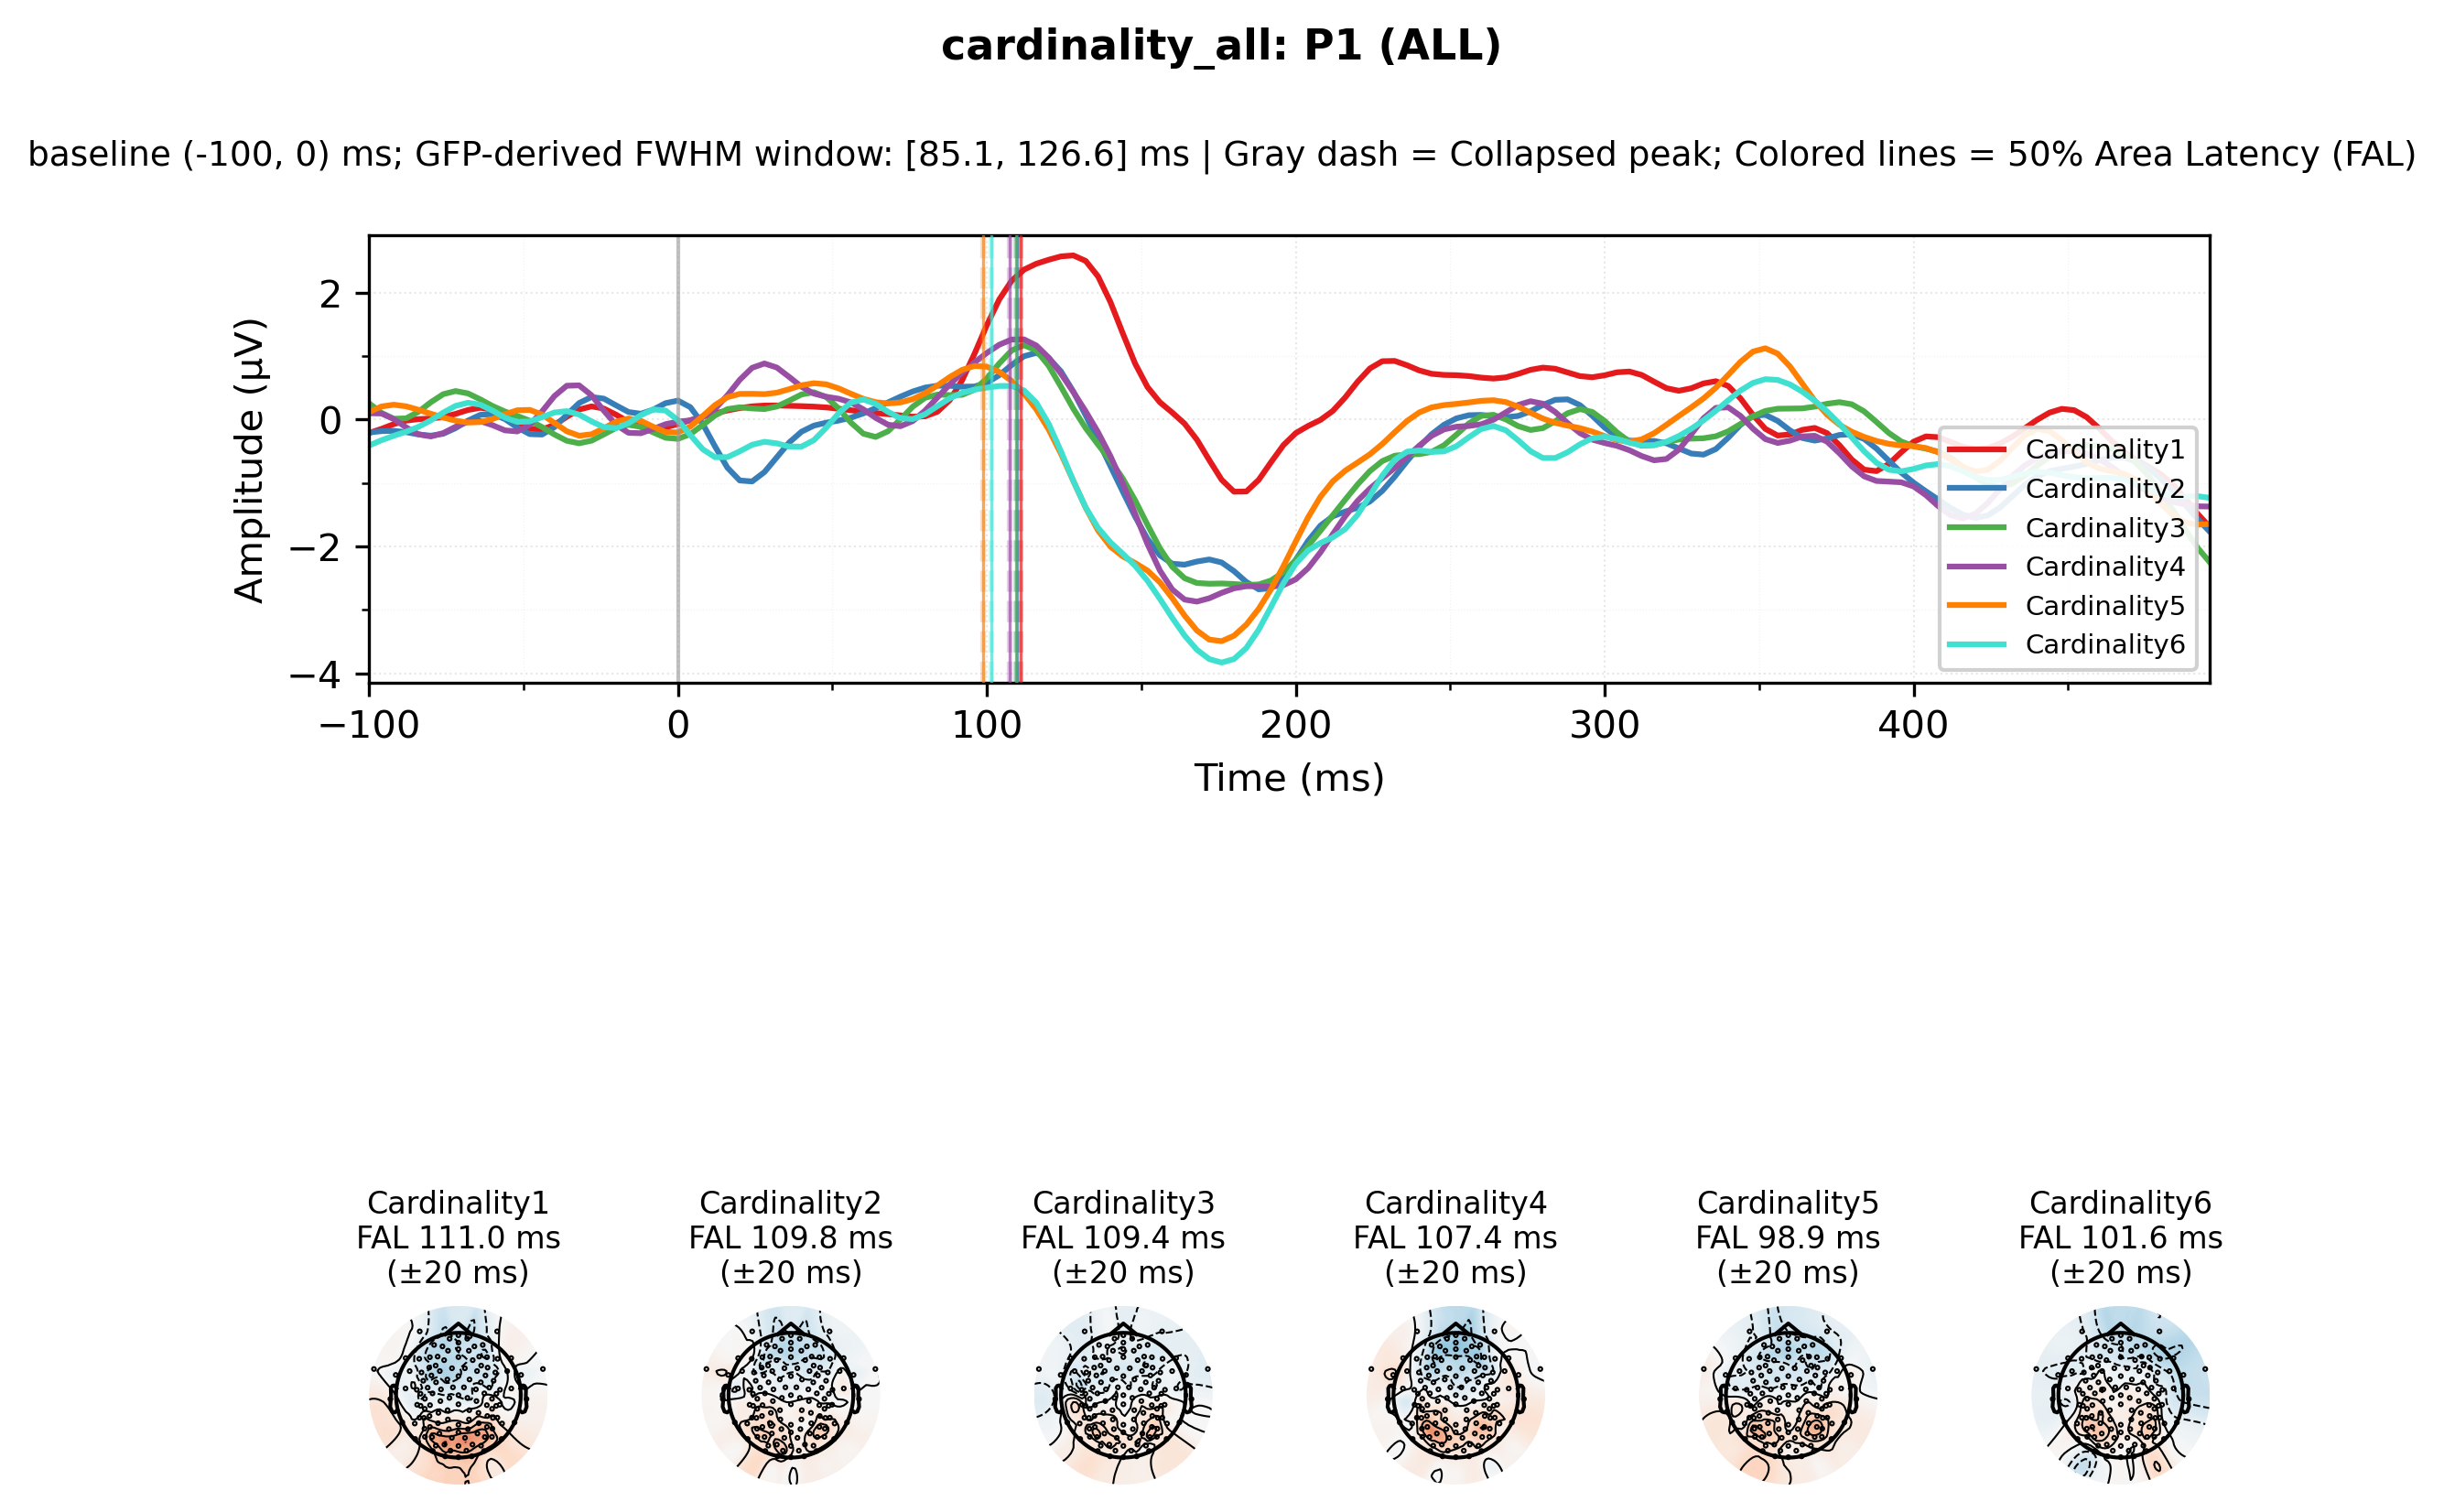 cardinality_all: P1 (ALL)
baseline (-100, 0) ms; GFP-derived FWHM window: [85.1, 126.6] ms | Gray dash = Collapsed peak; Colored lines = 50% Area Latency (FAL)
Amplitude (µV)
2
0
−2
−4
Cardinality1
Cardinality2
Cardinality3
Cardinality4
Cardinality5
Cardinality6
−100 0 100 200 300 400
Time (ms)
Cardinality1
FAL 111.0 ms
(±20 ms)
Cardinality2
FAL 109.8 ms
(±20 ms)
Cardinality3
FAL 109.4 ms
(±20 ms)
Cardinality4
FAL 107.4 ms
(±20 ms)
Cardinality5
FAL 98.9 ms
(±20 ms)
Cardinality6
FAL 101.6 ms
(±20 ms)